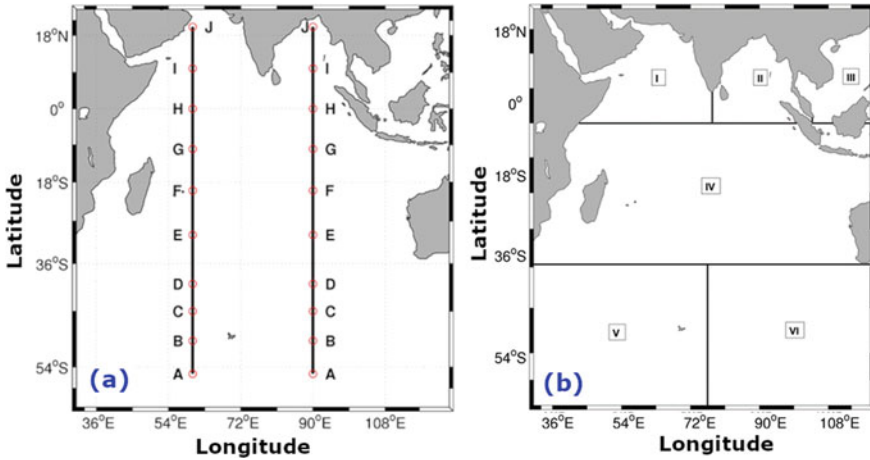 18°N
0°
18°S
36°S
54°S
Latitude
J J
I I
H H
G G
F F
E E
D D
C C
B B
A A
(a)
36°E 54°E 72°E 90°E 108°E
Longitude
18°N
0°
18°S
36°S
54°S
Latitude
I II III
IV
V VI
(b)
36°E 54°E 72°E 90°E 108°E
Longitude